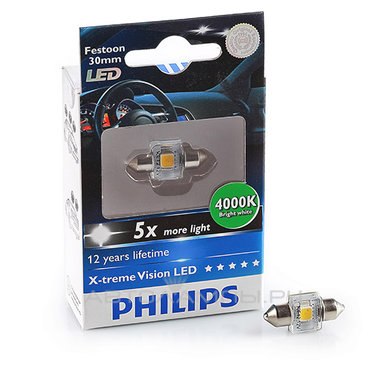 Festoon
30mm
LED
4000K
Bright white
5x more light
12 years lifetime
X-treme Vision LED
PHILIPS